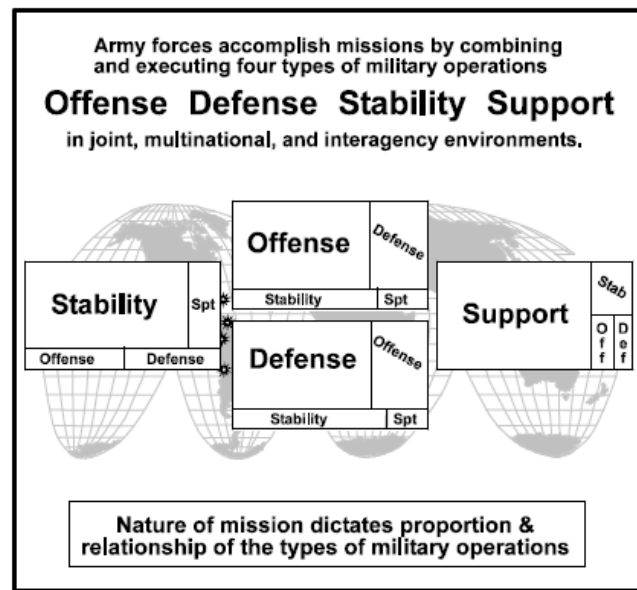 Army forces accomplish missions by combining
and executing four types of military operations
Offense Defense Stability Support
in joint, multinational, and interagency environments.
Offense
Defense
Stability
Spt
Stability
Spt
Offense
Defense
Defense
Offense
Stability
Spt
Support
Stab
Off
Def
Nature of mission dictates proportion &
relationship of the types of military operations